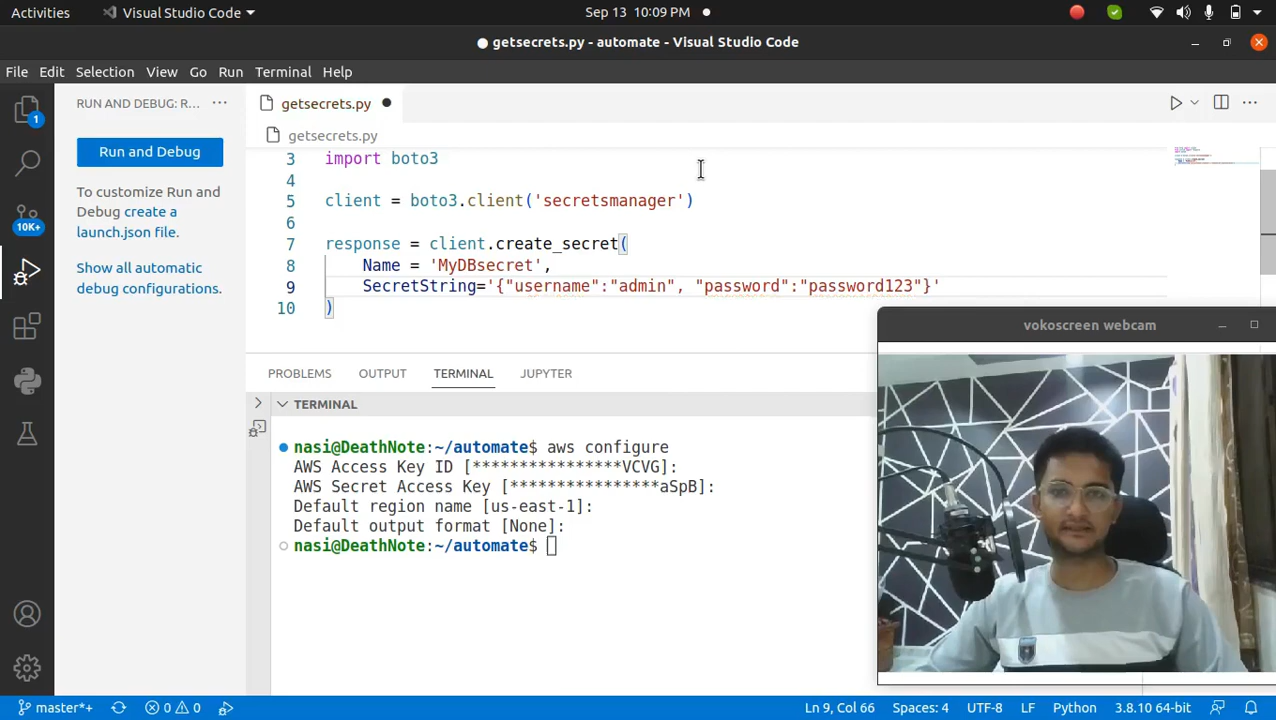 Activities
Visual Studio Code
Sep 13 10:09 PM
getsecrets.py - automate - Visual Studio Code
File Edit Selection View Go Run Terminal Help
RUN AND DEBUG: R...
getsecrets.py
1
getsecrets.py
Run and Debug
3 import boto3
4
To customize Run and
Debug create a
launch.json file.
5 client = boto3.client('secretsmanager')
10K+
6
7 response = client.create_secret(
Show all automatic
debug configurations.
8 Name = 'MyDBsecret',
9 SecretString='{"username":"admin", "password":"password123"}'
10 )
vokoscreen webcam
PROBLEMS OUTPUT TERMINAL JUPYTER
TERMINAL
nasi@DeathNote:~/automate$ aws configure
AWS Access Key ID [****************VCVG]:
AWS Secret Access Key [****************aSpB]:
Default region name [us-east-1]:
Default output format [None]:
nasi@DeathNote:~/automate$
master*+ 0 0 Ln 9, Col 66 Spaces: 4 UTF-8 LF Python 3.8.10 64-bit